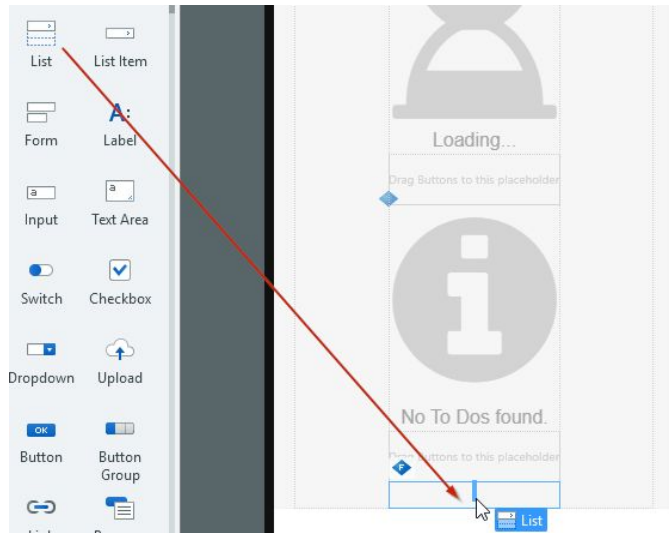 List
List Item
Form
A:
Label
a
Input
a
Text Area
Switch
Checkbox
Dropdown
Upload
OK
Button
Button
Group
Loading...
Drag Buttons to this placeholder
No To Dos found.
Drag Buttons to this placeholder
F
List